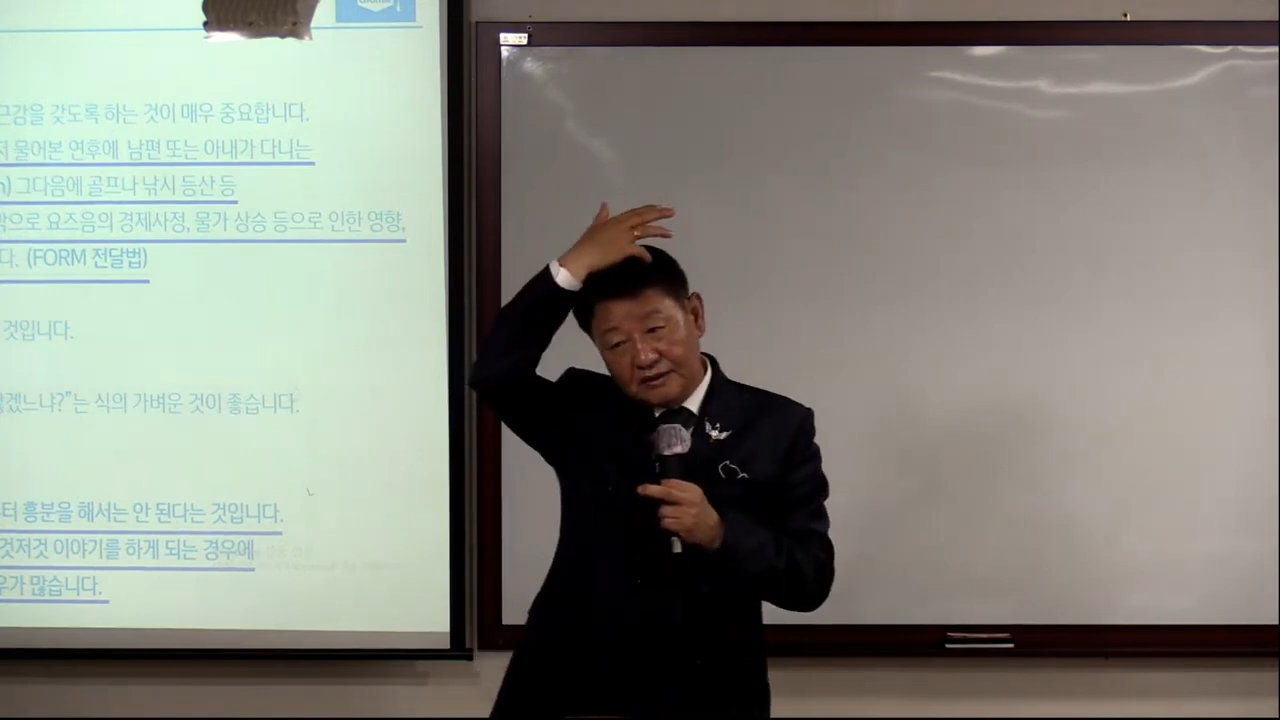 근감을 갖도록 하는 것이 매우 중요합니다.
물어본 연후에 남편 또는 아내가 다니는
그다음에 골프나 낚시 등산 등
으로 요즈음의 경제사정, 물가 상승 등으로 인한 영향,
다. (FORM 전달법)
것입니다.
않겠느냐?”는 식의 가벼운 것이 좋습니다.
터 흥분을 해서는 안 된다는 것입니다.
것저것 이야기를 하게 되는 경우에
우가 많습니다.